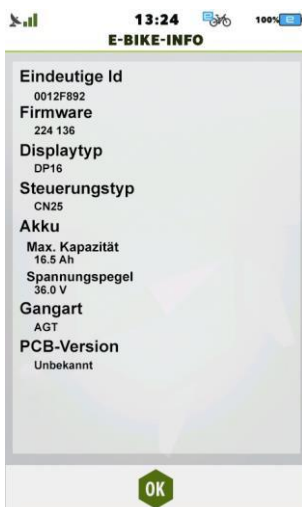 13:24
100%
E-BIKE-INFO
Eindeutige Id
0012F892
Firmware
224 136
Displaytyp
DP16
Steuerungstyp
CN25
Akku
Max. Kapazität
16.5 Ah
Spannungspegel
36.0 V
Gangart
AGT
PCB-Version
Unbekannt
OK